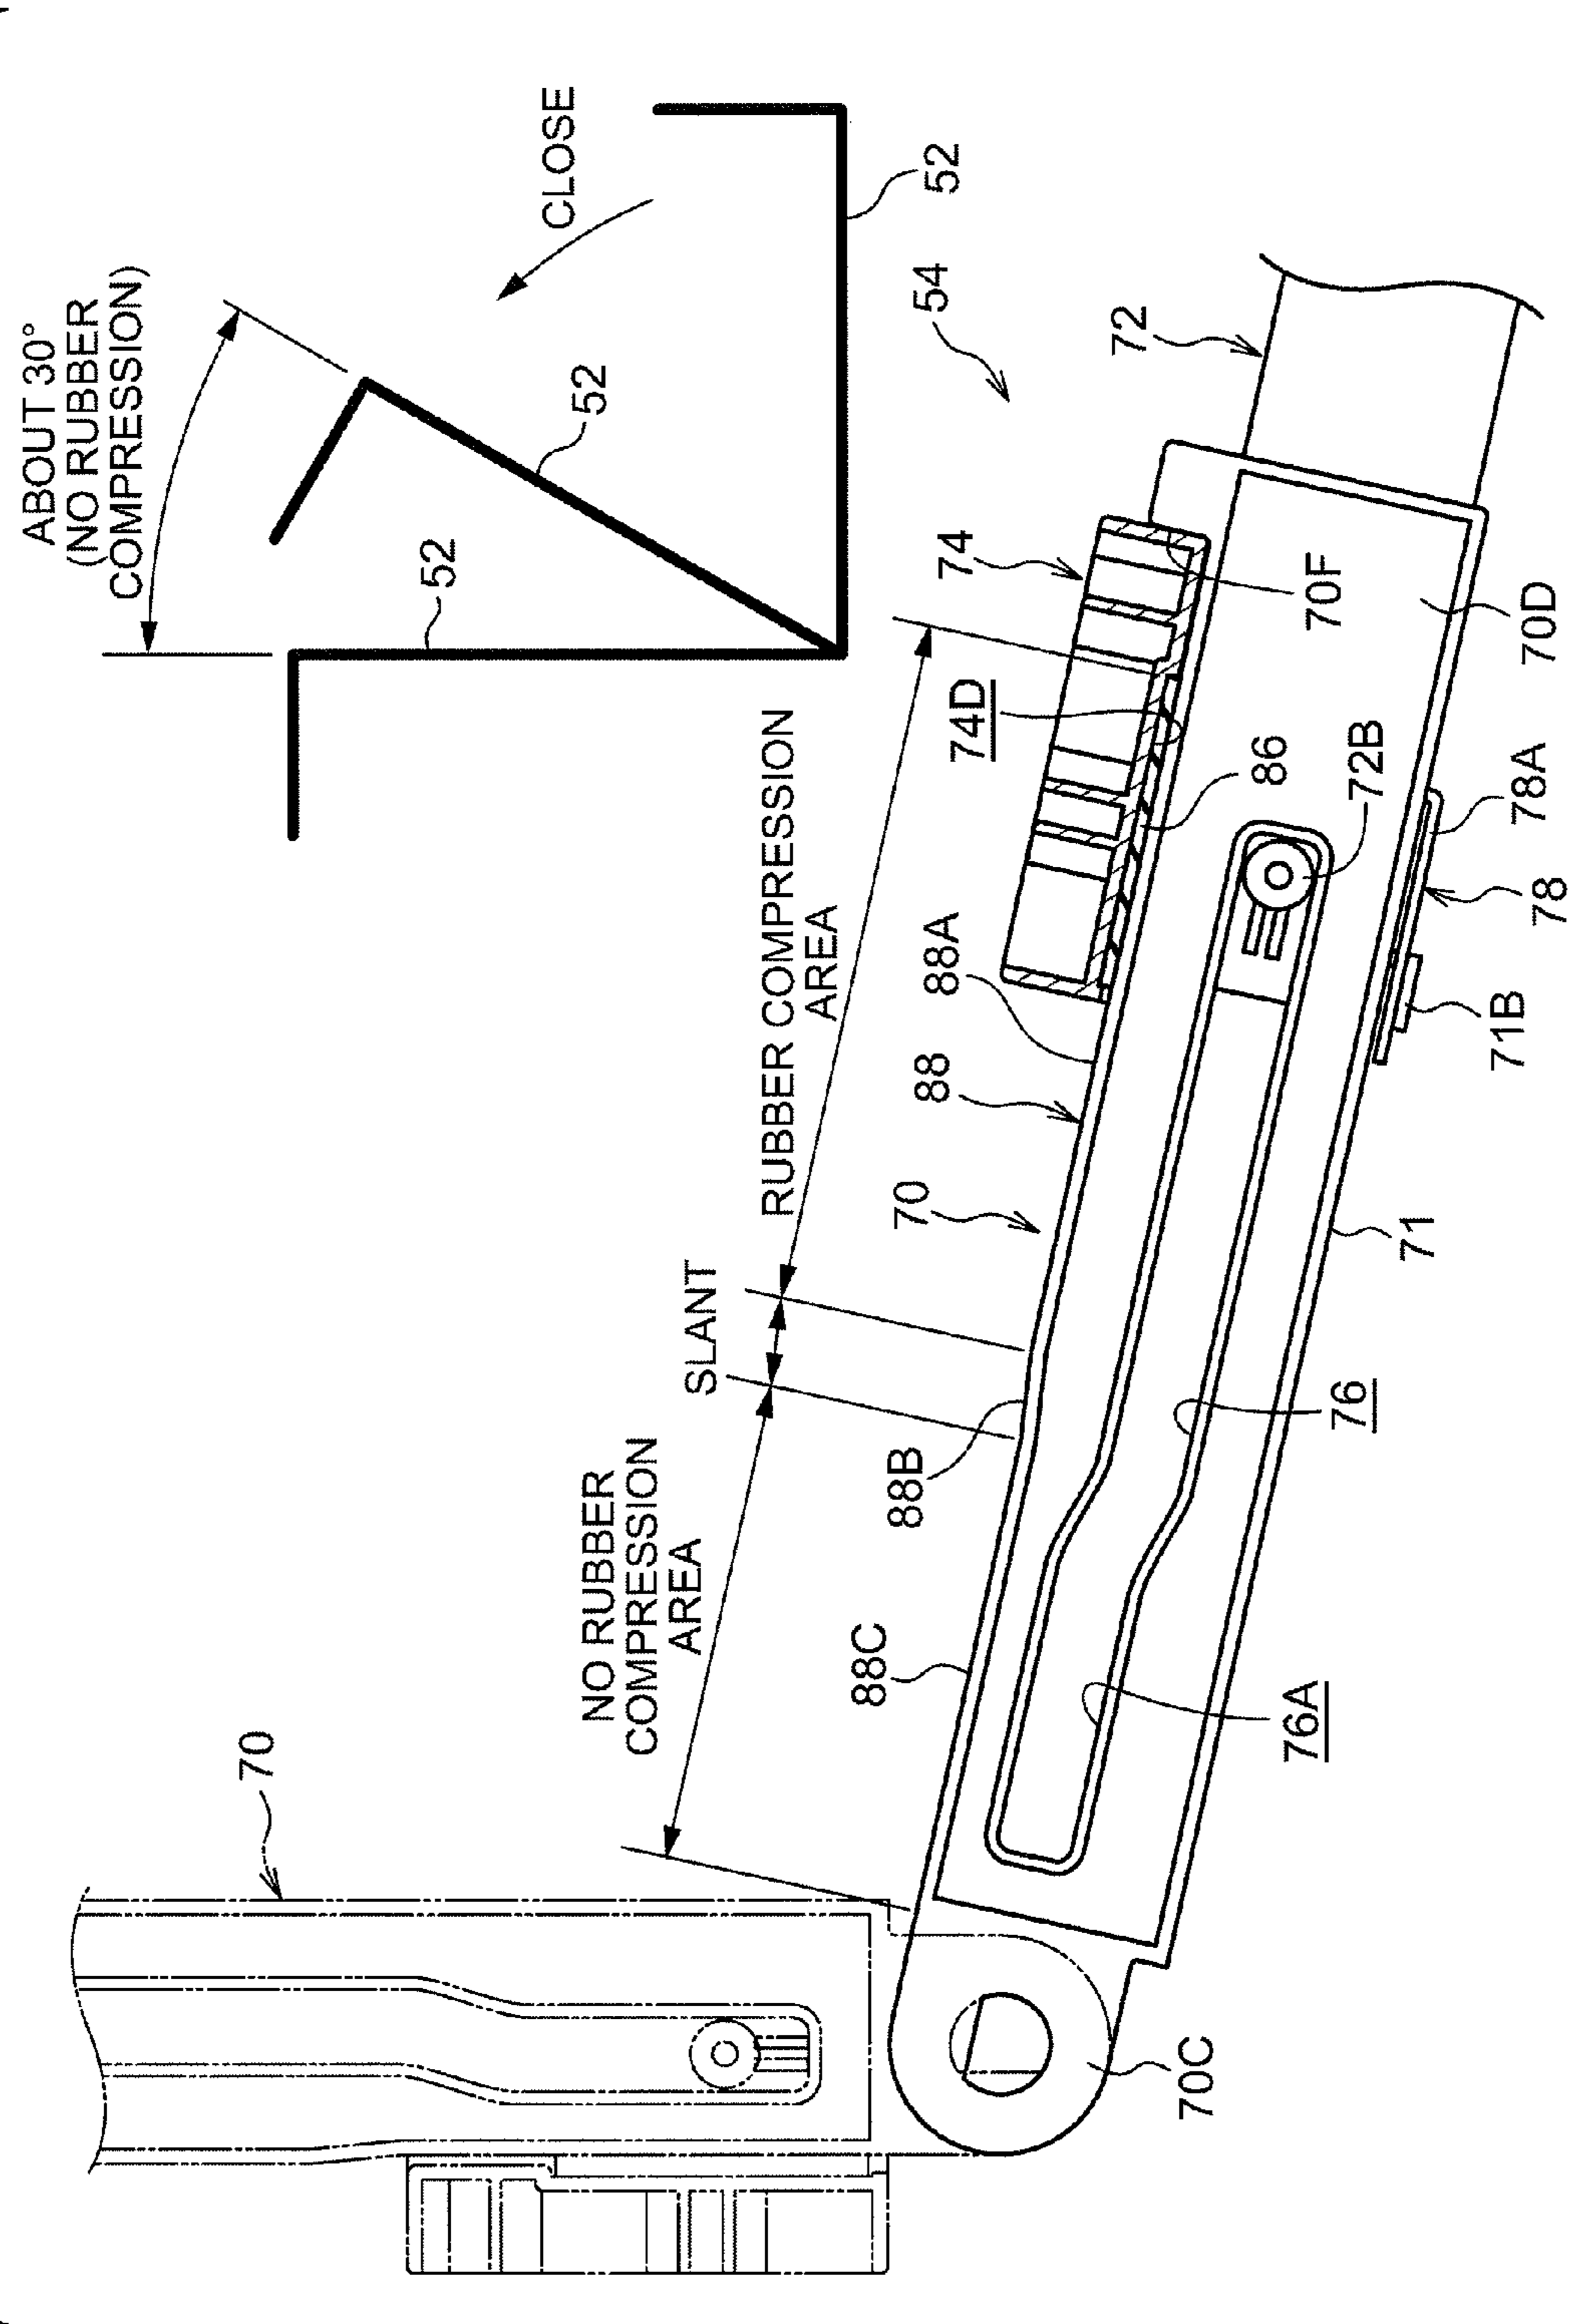 ABOUT 30°
(NO RUBBER
COMPRESSION)
CLOSE
52
52
52
54
72
74
70F
70D
74D
86
72B
78A
78
71B
RUBBER COMPRESSION
AREA
88A
88
70
71
SLANT
88B
76
NO RUBBER
COMPRESSION
AREA
88C
76A
70
70C